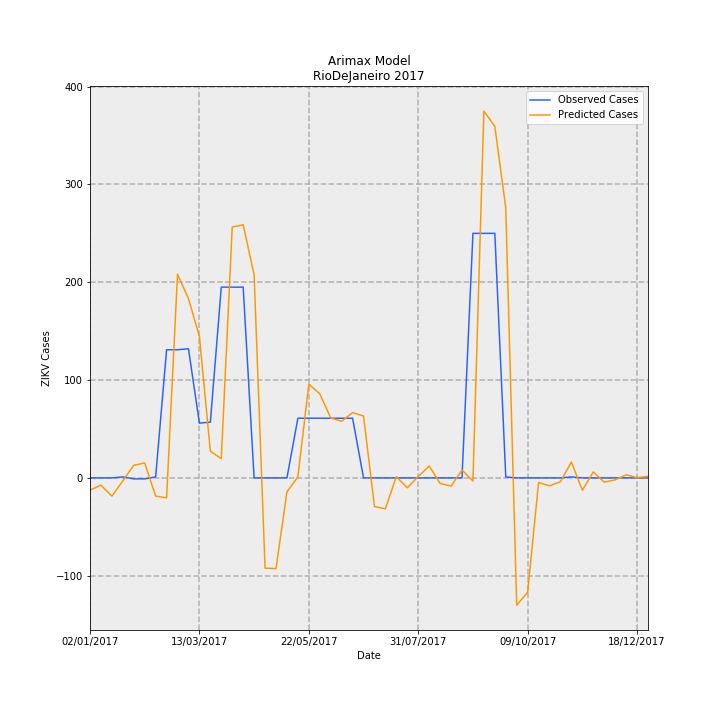 Arimax Model
RioDeJaneiro 2017
Observed Cases
Predicted Cases
ZIKV Cases
400
300
200
100
0
−100
02/01/2017
13/03/2017
22/05/2017
31/07/2017
09/10/2017
18/12/2017
Date